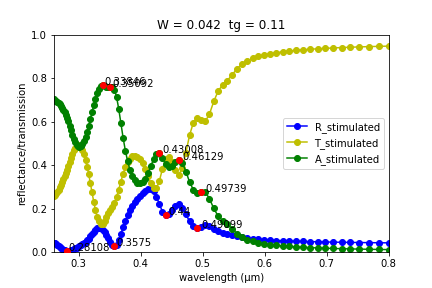 W = 0.042  tg = 0.11
reflectance/transmission
1.0
0.8
0.6
0.4
0.2
0.0
0.33846
0.35092
0.43008
0.46129
0.49739
0.44
0.49099
0.3575
0.28108
R_stimulated
T_stimulated
A_stimulated
0.3 0.4 0.5 0.6 0.7 0.8
wavelength (μm)